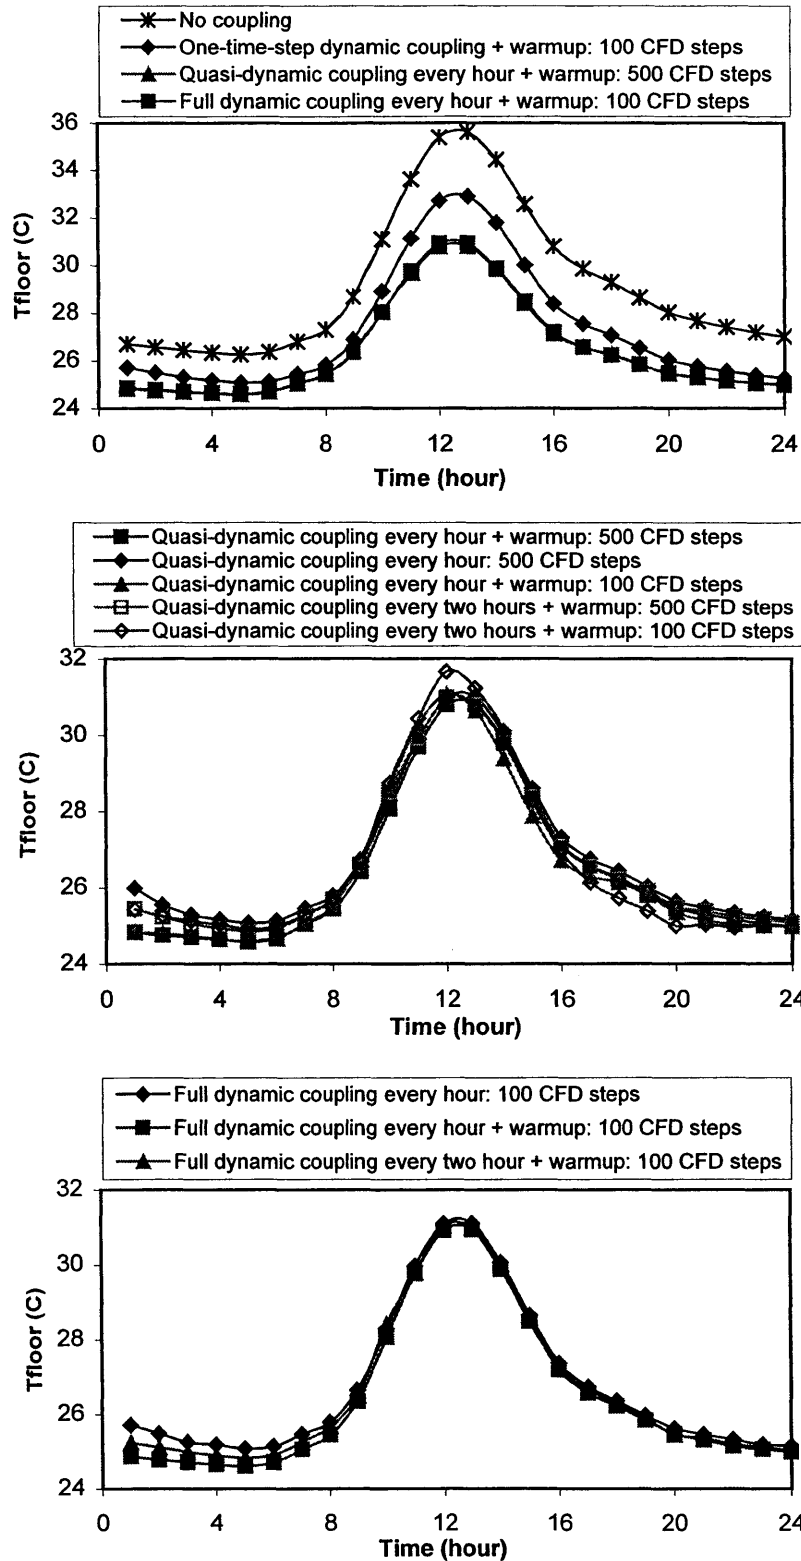 No coupling
One-time-step dynamic coupling + warmup: 100 CFD steps
Quasi-dynamic coupling every hour + warmup: 500 CFD steps
Full dynamic coupling every hour + warmup: 100 CFD steps
36
34
32
30
28
26
24
Tfloor (C)
0 4 8 12 16 20 24
Time (hour)
Quasi-dynamic coupling every hour + warmup: 500 CFD steps
Quasi-dynamic coupling every hour: 500 CFD steps
Quasi-dynamic coupling every hour + warmup: 100 CFD steps
Quasi-dynamic coupling every two hours + warmup: 500 CFD steps
Quasi-dynamic coupling every two hours + warmup: 100 CFD steps
32
30
28
26
24
Tfloor (C)
0 4 8 12 16 20 24
Time (hour)
Full dynamic coupling every hour: 100 CFD steps
Full dynamic coupling every hour + warmup: 100 CFD steps
Full dynamic coupling every two hour + warmup: 100 CFD steps
32
30
28
26
24
Tfloor (C)
0 4 8 12 16 20 24
Time (hour)